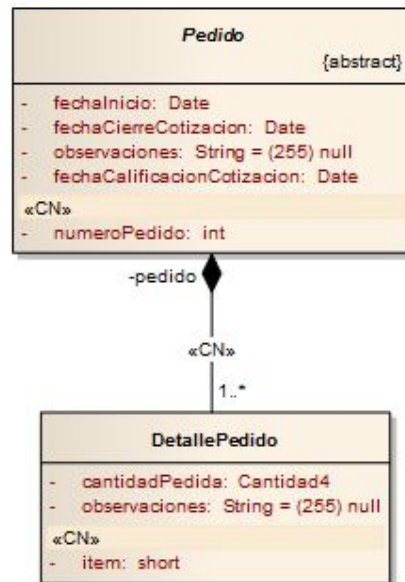 Pedido
{abstract}
- fechaInicio: Date
- fechaCierreCotizacion: Date
- observaciones: String = (255) null
- fechaCalificacionCotizacion: Date
«CN»
- numeroPedido: int
-pedido
«CN»
1..*
DetallePedido
- cantidadPedida: Cantidad4
- observaciones: String = (255) null
«CN»
- item: short